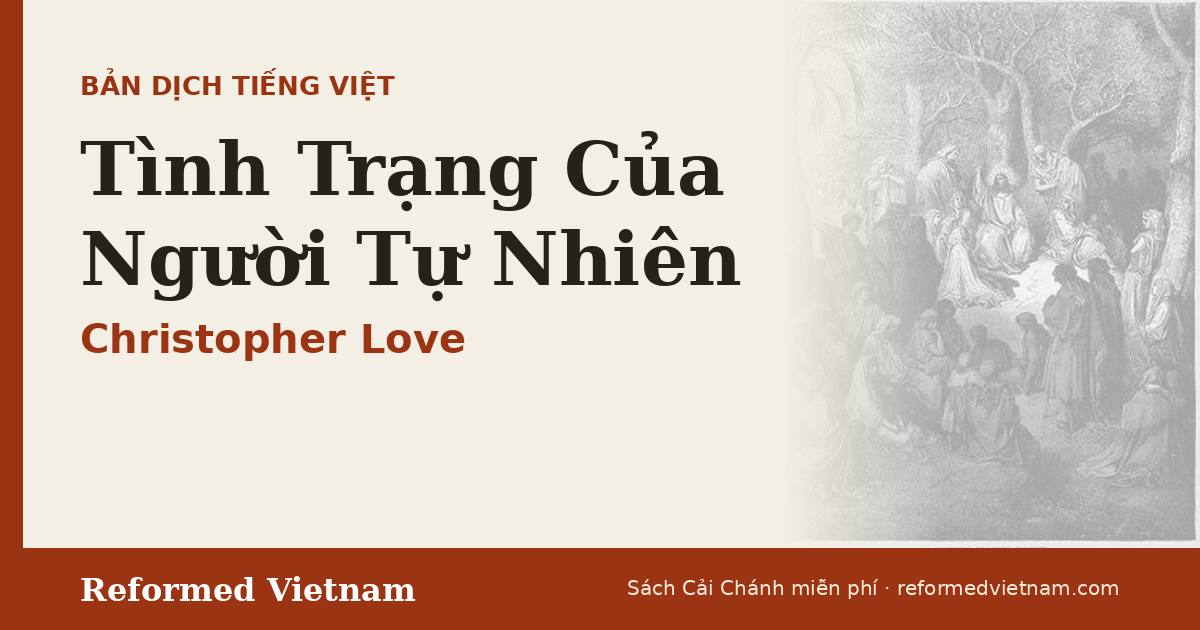 BẢN DỊCH TIẾNG VIỆT
Tình Trạng Của
Người Tự Nhiên
Christopher Love
Reformed Vietnam
Sách Cải Chánh miễn phí · reformedvietnam.com